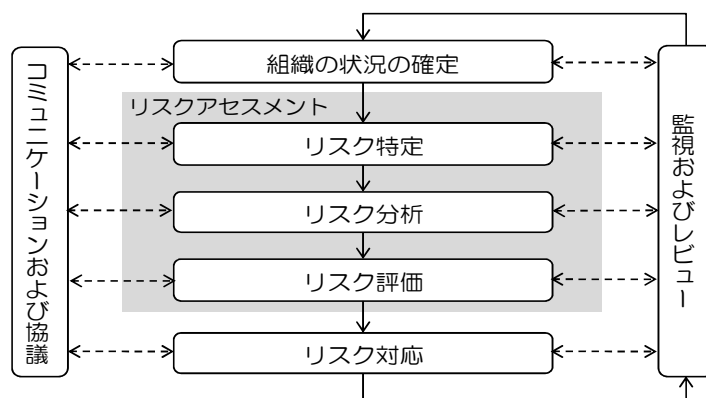 組織の状況の確定
リスクアセスメント
リスク特定
リスク分析
リスク評価
リスク対応
コミュニケーションおよび協議
監視およびレビュー